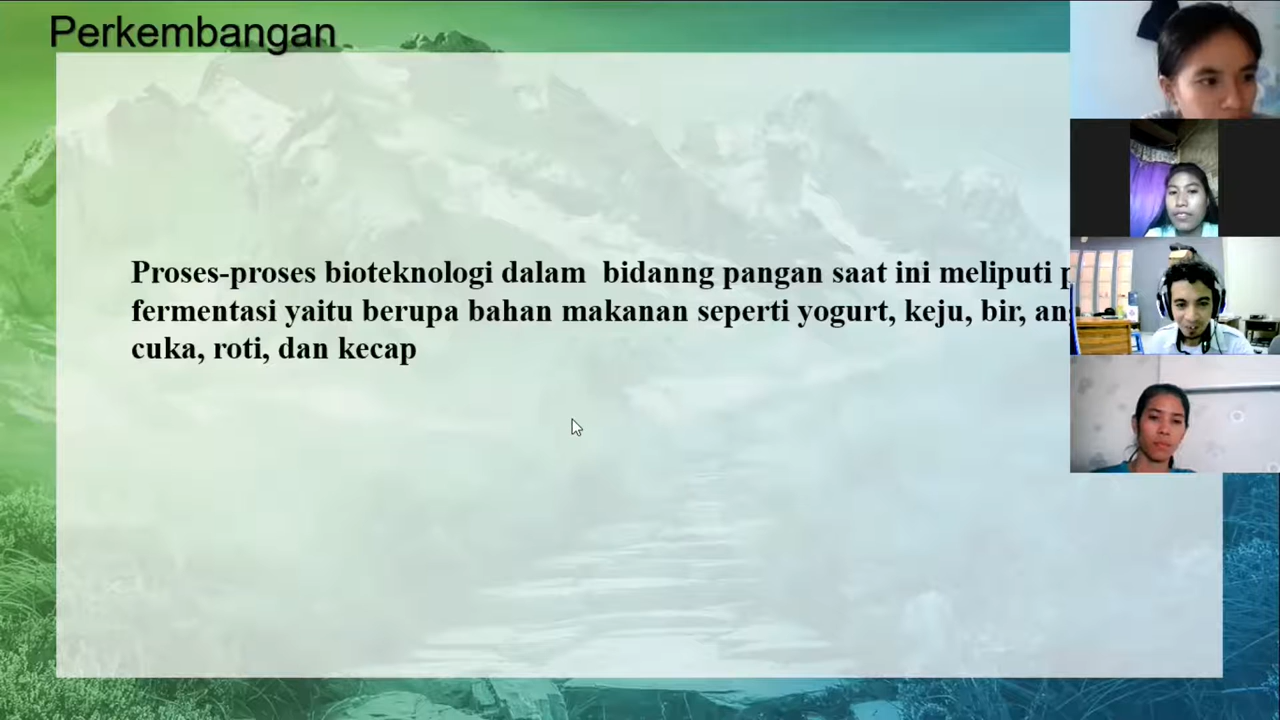 Perkembangan
Proses-proses bioteknologi dalam bidanng pangan saat ini meliputi
fermentasi yaitu berupa bahan makanan seperti yogurt, keju, bir,
cuka, roti, dan kecap